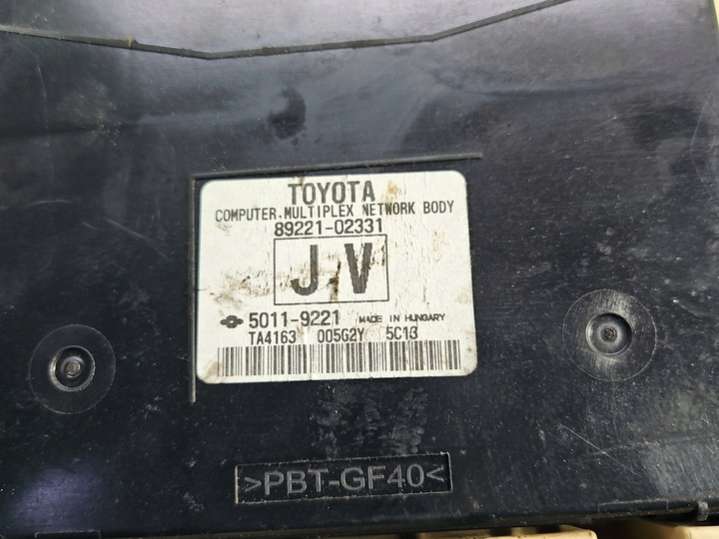 TOYOTA
COMPUTER.MULTIPLEX NETWORK BODY
89221-02331
J V
5011-9221 MADE IN HUNGARY
TA4163 005G2Y 5C13
>PBT-GF40<